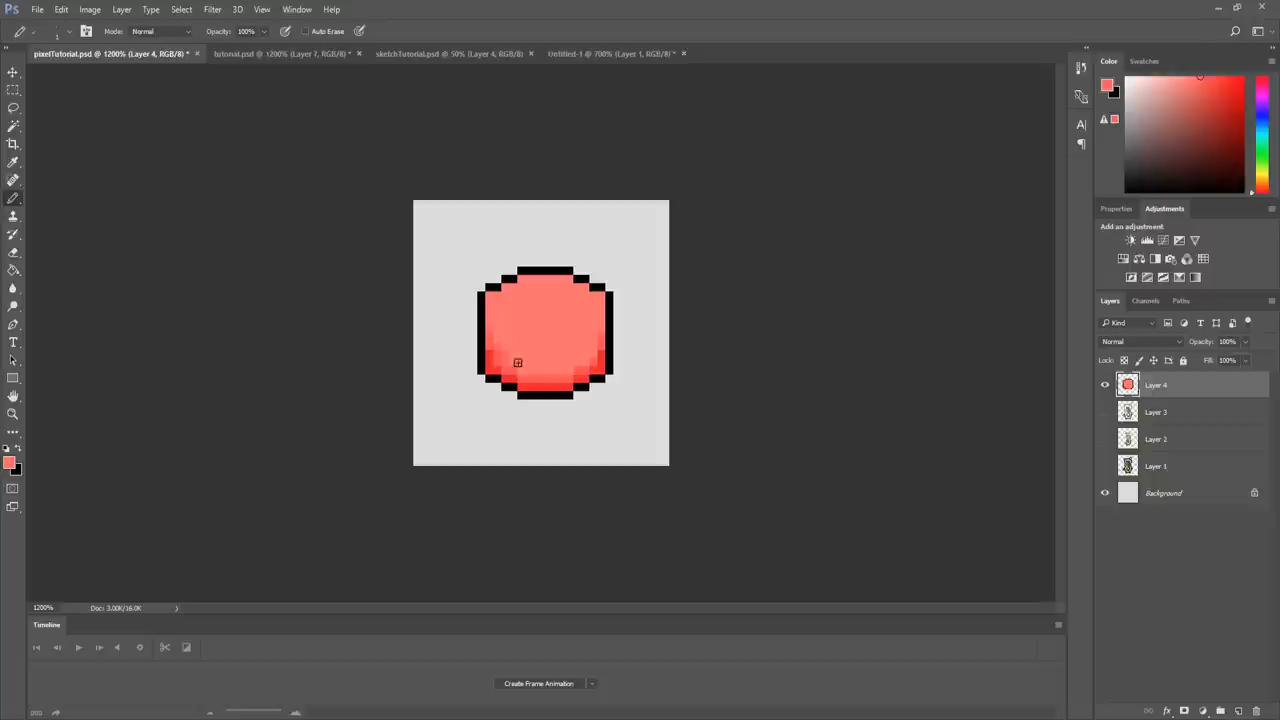 Ps File Edit Image Layer Type Select Filter 3D View Window Help
1 Mode: Normal Opacity: 100% Auto Erase
pixelTutorial.psd @ 1200% (Layer 4, RGB/8) * × tutorial.psd @ 1200% (Layer 7, RGB/8) * × sketchTutorial.psd @ 50% (Layer 4, RGB/8) × Untitled-1 @ 700% (Layer 1, RGB/8) * ×
Color Swatches
Properties Adjustments
Add an adjustment
Layers Channels Paths
Kind
Normal Opacity: 100%
Lock: Fill: 100%
Layer 4
Layer 3
Layer 2
Layer 1
Background
1200% Doc: 3.00K/16.0K
Timeline
Create Frame Animation